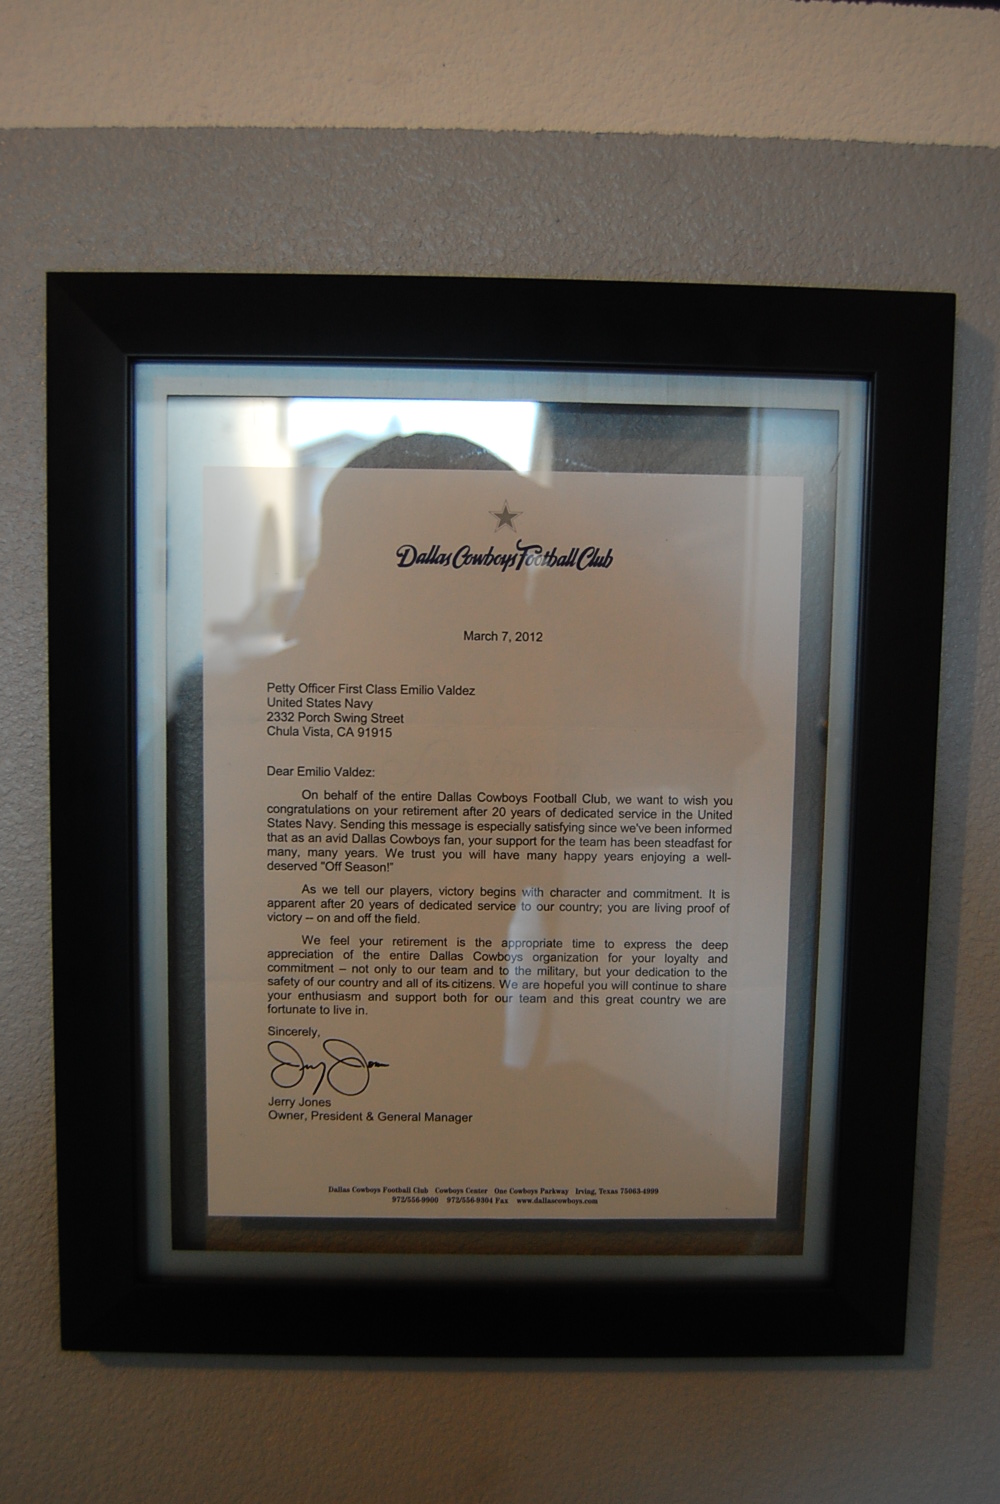 Dallas Cowboys Football Club
March 7, 2012
Petty Officer First Class Emilio Valdez
United States Navy
2332 Porch Swing Street
Chula Vista, CA 91915
Dear Emilio Valdez:
On behalf of the entire Dallas Cowboys Football Club, we want to wish you
congratulations on your retirement after 20 years of dedicated service in the United
States Navy. Sending this message is especially satisfying since we've been informed
that as an avid Dallas Cowboys fan, your support for the team has been steadfast for
many, many years. We trust you will have many happy years enjoying a well-
deserved "Off Season!"
As we tell our players, victory begins with character and commitment. It is
apparent after 20 years of dedicated service to our country; you are living proof of
victory – on and off the field.
We feel your retirement is the appropriate time to express the deep
appreciation of the entire Dallas Cowboys organization for your loyalty and
commitment – not only to our team and to the military, but your dedication to the
safety of our country and all of its citizens. We are hopeful you will continue to share
your enthusiasm and support both for our team and this great country we are
fortunate to live in.
Sincerely,
Jerry Jones
Jerry Jones
Owner, President & General Manager
Dallas Cowboys Football Club Cowboys Center One Cowboys Parkway Irving, Texas 75063-4999
972/556-9900 972/556-9304 Fax www.dallascowboys.com